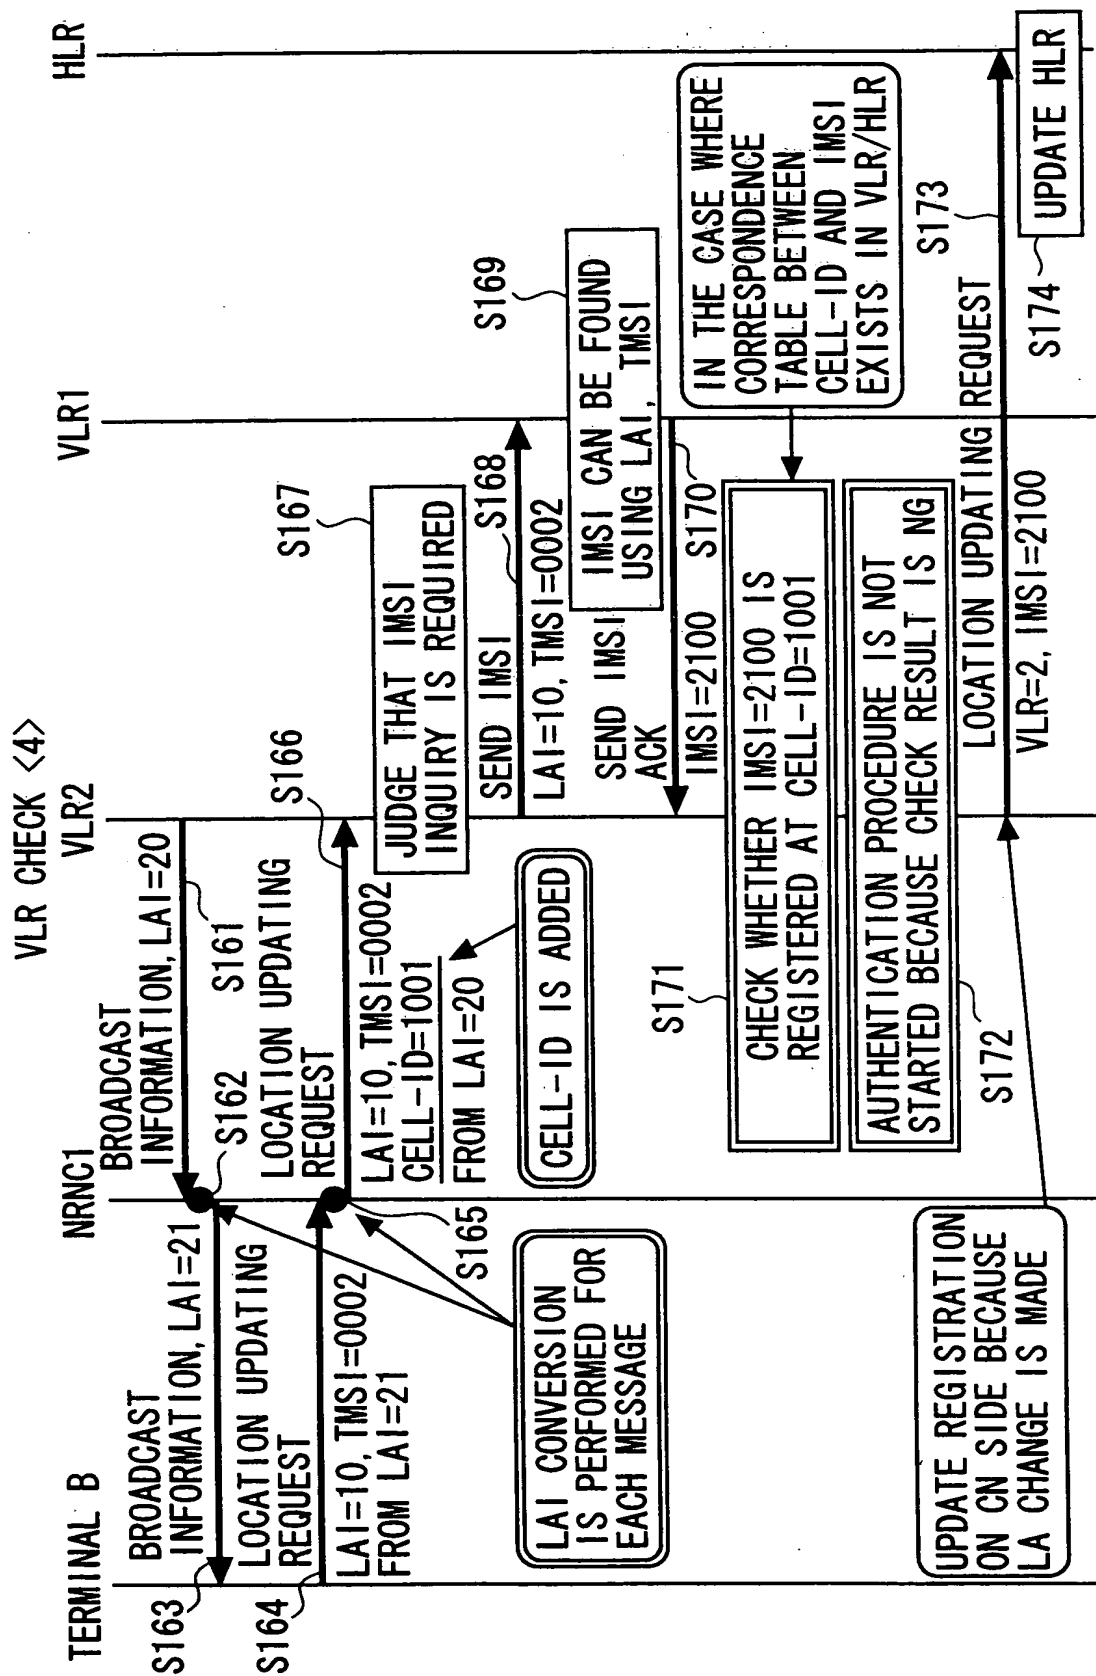 VLR CHECK <4>
TERMINAL B
NRNC1
VLR2
VLR1
HLR
BROADCAST
INFORMATION, LAI=20
S161
S162
BROADCAST
INFORMATION, LAI=21
S163
LOCATION UPDATING
REQUEST
S164
LAI=10, TMSI=0002
FROM LAI=21
S165
LOCATION UPDATING
REQUEST
S166
LAI=10, TMSI=0002
CELL-ID=1001
FROM LAI=20
CELL-ID IS ADDED
LAI CONVERSION
IS PERFORMED FOR
EACH MESSAGE
S167
JUDGE THAT IMSI
INQUIRY IS REQUIRED
SEND IMSI
S168
LAI=10, TMSI=0002
S169
IMSI CAN BE FOUND
USING LAI, TMSI
SEND IMSI
ACK
S170
IMSI=2100
IN THE CASE WHERE
CORRESPONDENCE
TABLE BETWEEN
CELL-ID AND IMSI
EXISTS IN VLR/HLR
S171
CHECK WHETHER IMSI=2100 IS
REGISTERED AT CELL-ID=1001
AUTHENTICATION PROCEDURE IS NOT
STARTED BECAUSE CHECK RESULT IS NG
S172
UPDATE REGISTRATION
ON CN SIDE BECAUSE
LA CHANGE IS MADE
LOCATION UPDATING REQUEST
S173
VLR=2, IMSI=2100
S174
UPDATE HLR